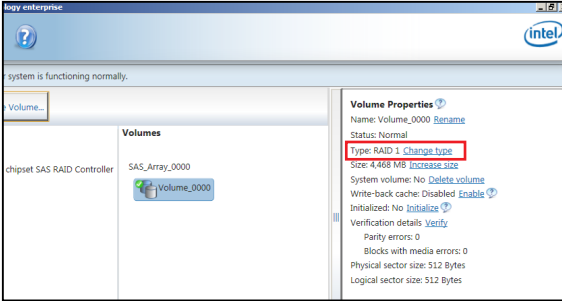 logy enterprise
intel
r system is functioning normally.
Volume...
chipset SAS RAID Controller
Volumes
SAS_Array_0000
Volume_0000
Volume Properties
Name: Volume_0000 Rename
Status: Normal
Type: RAID 1 Change type
Size: 4,468 MB Increase size
System volume: No Delete volume
Write-back cache: Disabled Enable
Initialized: No Initialize
Verification details Verify
Parity errors: 0
Blocks with media errors: 0
Physical sector size: 512 Bytes
Logical sector size: 512 Bytes